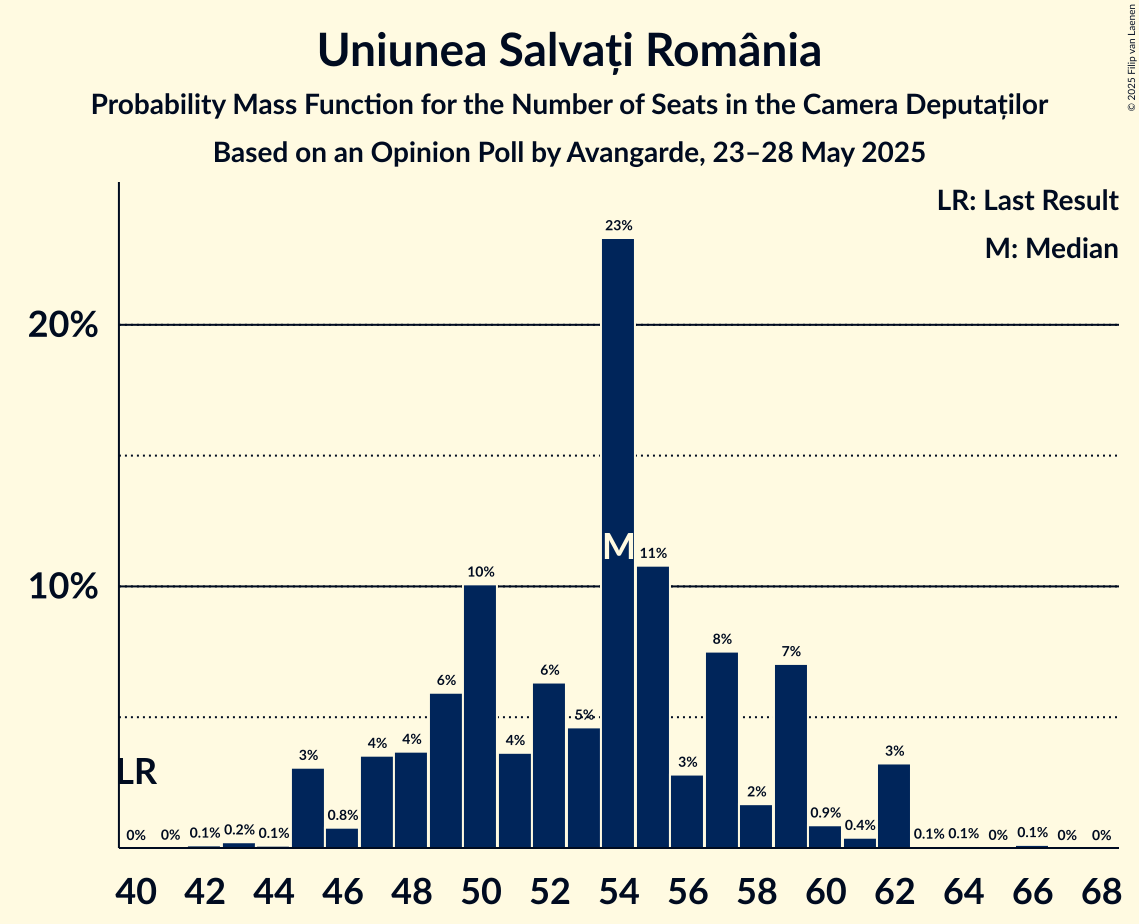 © 2025 Filip van Laenen
Uniunea Salvați România
Probability Mass Function for the Number of Seats in the Camera Deputaților
Based on an Opinion Poll by Avangarde, 23–28 May 2025
LR: Last Result
M: Median
20%
10%
LR
M
0% 0% 0.1% 0.2% 0.1% 3% 0.8% 4% 4% 6% 10% 4% 6% 5% 23% 11% 3% 8% 2% 7% 0.9% 0.4% 3% 0.1% 0.1% 0% 0.1% 0% 0%
40 42 44 46 48 50 52 54 56 58 60 62 64 66 68